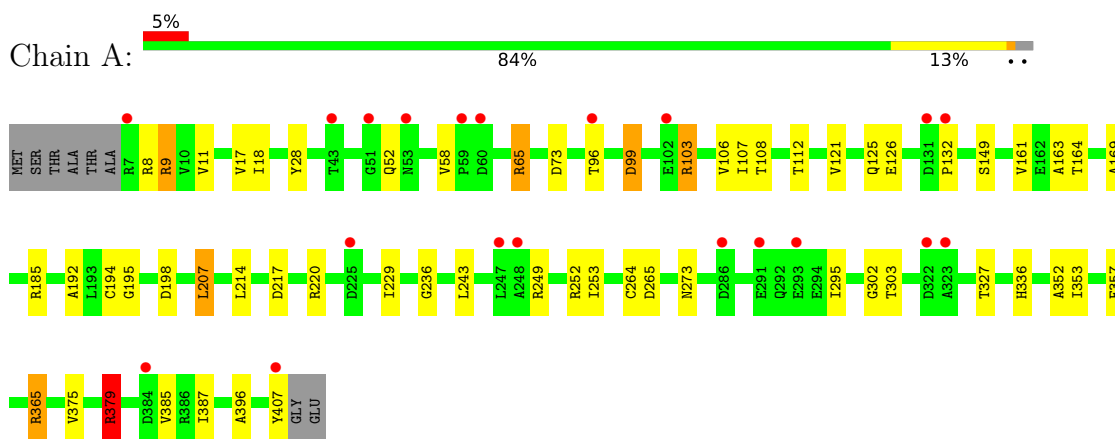 5%
Chain A:
84% 13% • •
MET SER THR ALA THR ALA R7 R8 R9 V10 V11 V17 I18 Y28 T43 G51 Q52 N53 V58 P59 D60 R65 D73 T96 D99 E102 R103 V106 I107 T108 T112 V121 Q125 E126 D131 P132 S149 V161 E162 A163 T164 A169
R185 A192 L193 C194 G195 D198 L207 L214 D217 R220 D225 I229 G236 L243 L247 A248 R249 R252 I253 C264 D265 N273 D286 E291 Q292 E293 E294 I295 G302 T303 D322 A323 T327 H336 A352 I353 E357
R365 V375 R379 D384 V385 R386 I387 A396 Y407 GLY GLU